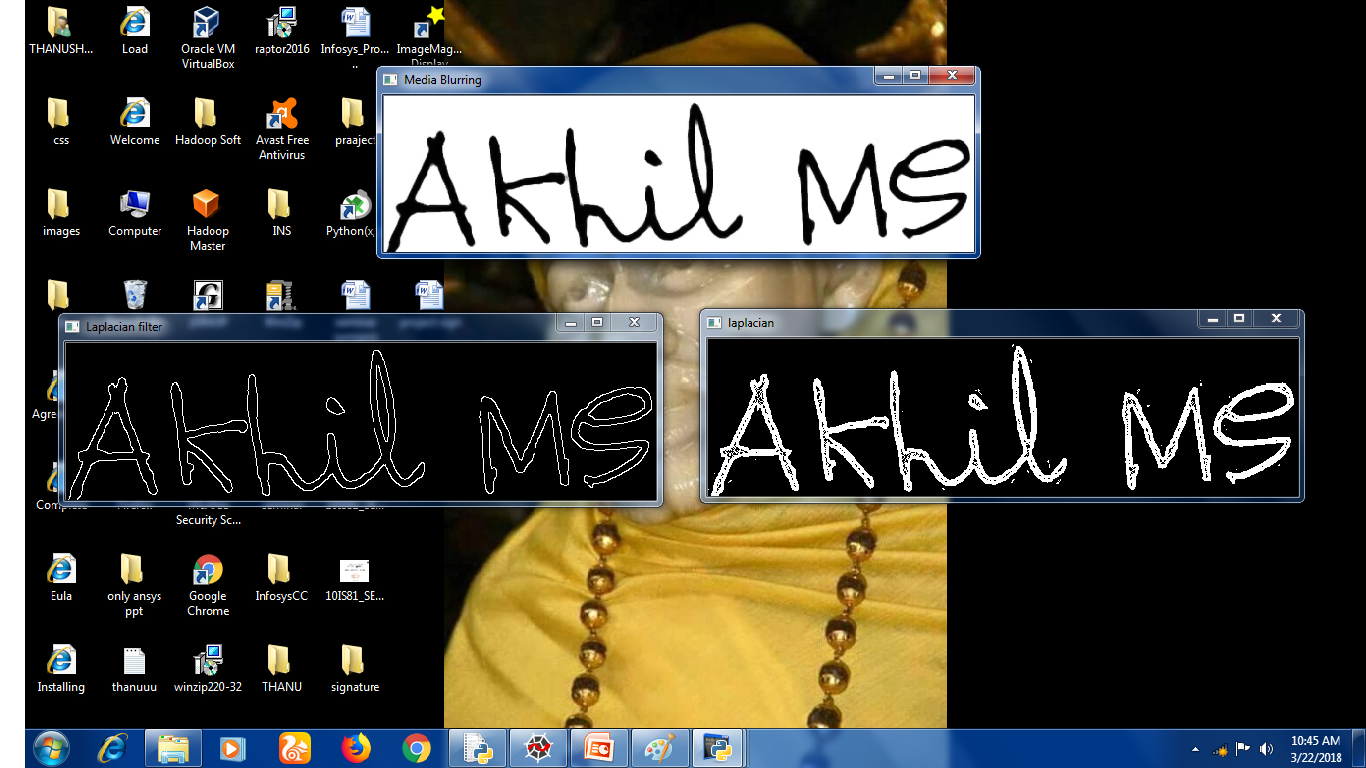 THANUSH...
Load
Oracle VM
VirtualBox
raptor2016
Infosys_Pro...
..
ImageMag...
Display
Media Blurring
Akhil MS
css
Welcome
Hadoop Soft
Avast Free
Antivirus
praaject
images
Computer
Hadoop
Master
INS
Python(x,
Laplacian filter
Akhil MS
laplacian
Akhil MS
Agre
Comp
Security Sc...
Eula
only ansys
ppt
Google
Chrome
InfosysCC
10IS81_SE...
Installing
thanuuu
winzip220-32
THANU
signature
10:45 AM
3/22/2018